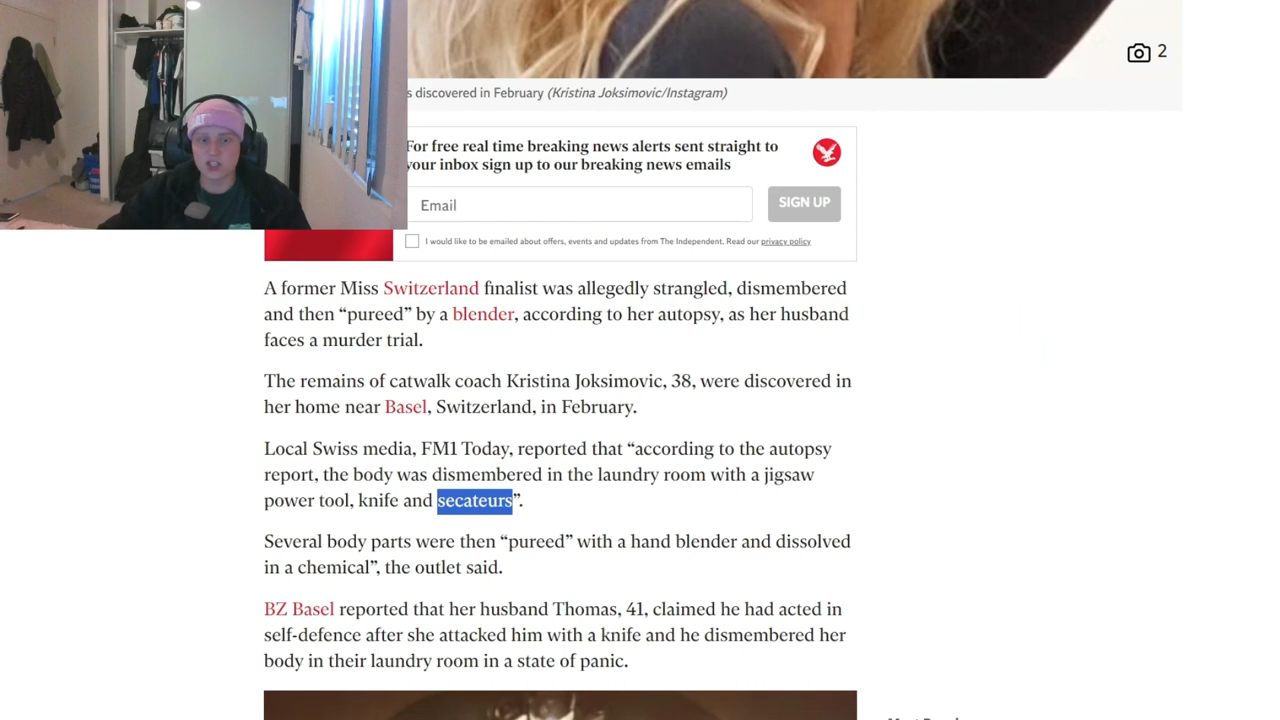 2
s discovered in February (Kristina Joksimovic/Instagram)
For free real time breaking news alerts sent straight to
your inbox sign up to our breaking news emails
Email
SIGN UP
I would like to be emailed about offers, events and updates from The Independent. Read our privacy policy
A former Miss Switzerland finalist was allegedly strangled, dismembered
and then “pureed” by a blender, according to her autopsy, as her husband
faces a murder trial.
The remains of catwalk coach Kristina Joksimovic, 38, were discovered in
her home near Basel, Switzerland, in February.
Local Swiss media, FM1 Today, reported that “according to the autopsy
report, the body was dismembered in the laundry room with a jigsaw
power tool, knife and secateurs”.
Several body parts were then “pureed” with a hand blender and dissolved
in a chemical”, the outlet said.
BZ Basel reported that her husband Thomas, 41, claimed he had acted in
self-defence after she attacked him with a knife and he dismembered her
body in their laundry room in a state of panic.